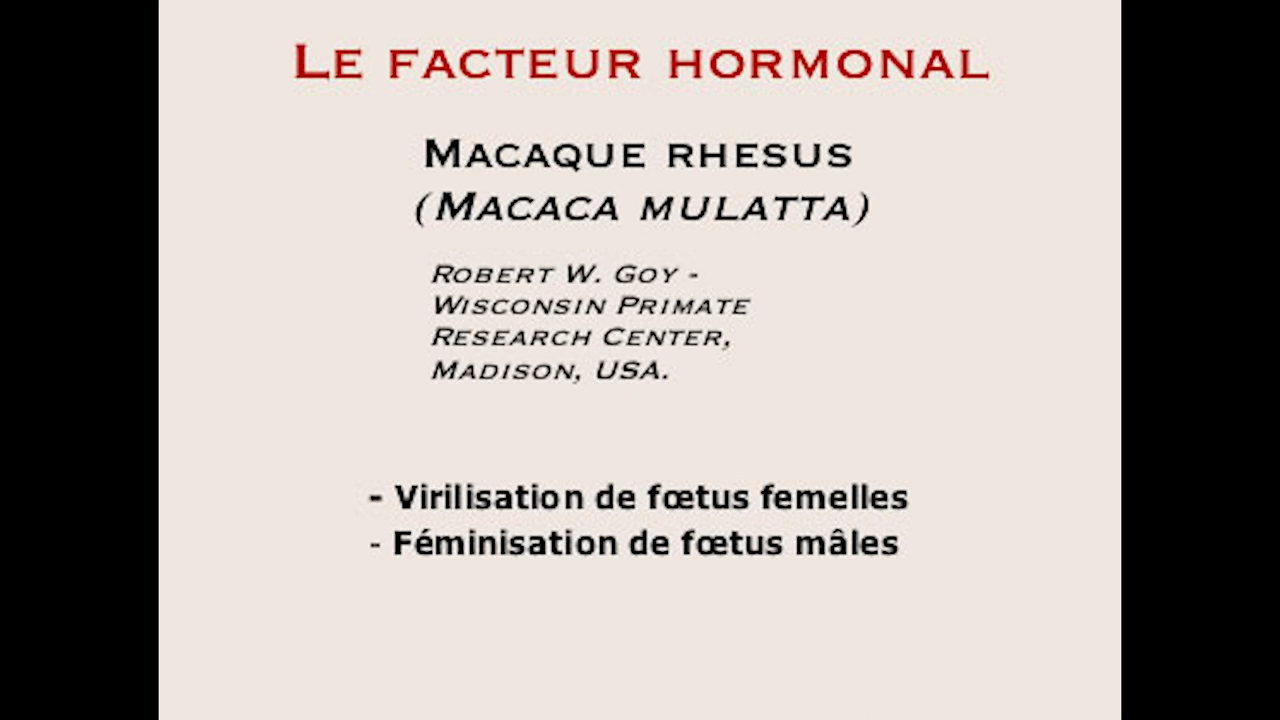 LE FACTEUR HORMONAL
MACAQUE RHESUS
(MACACA MULATTA)
ROBERT W. GOY -
WISCONSIN PRIMATE
RESEARCH CENTER,
MADISON, USA.
- Virilisation de fœtus femelles
- Féminisation de fœtus mâles